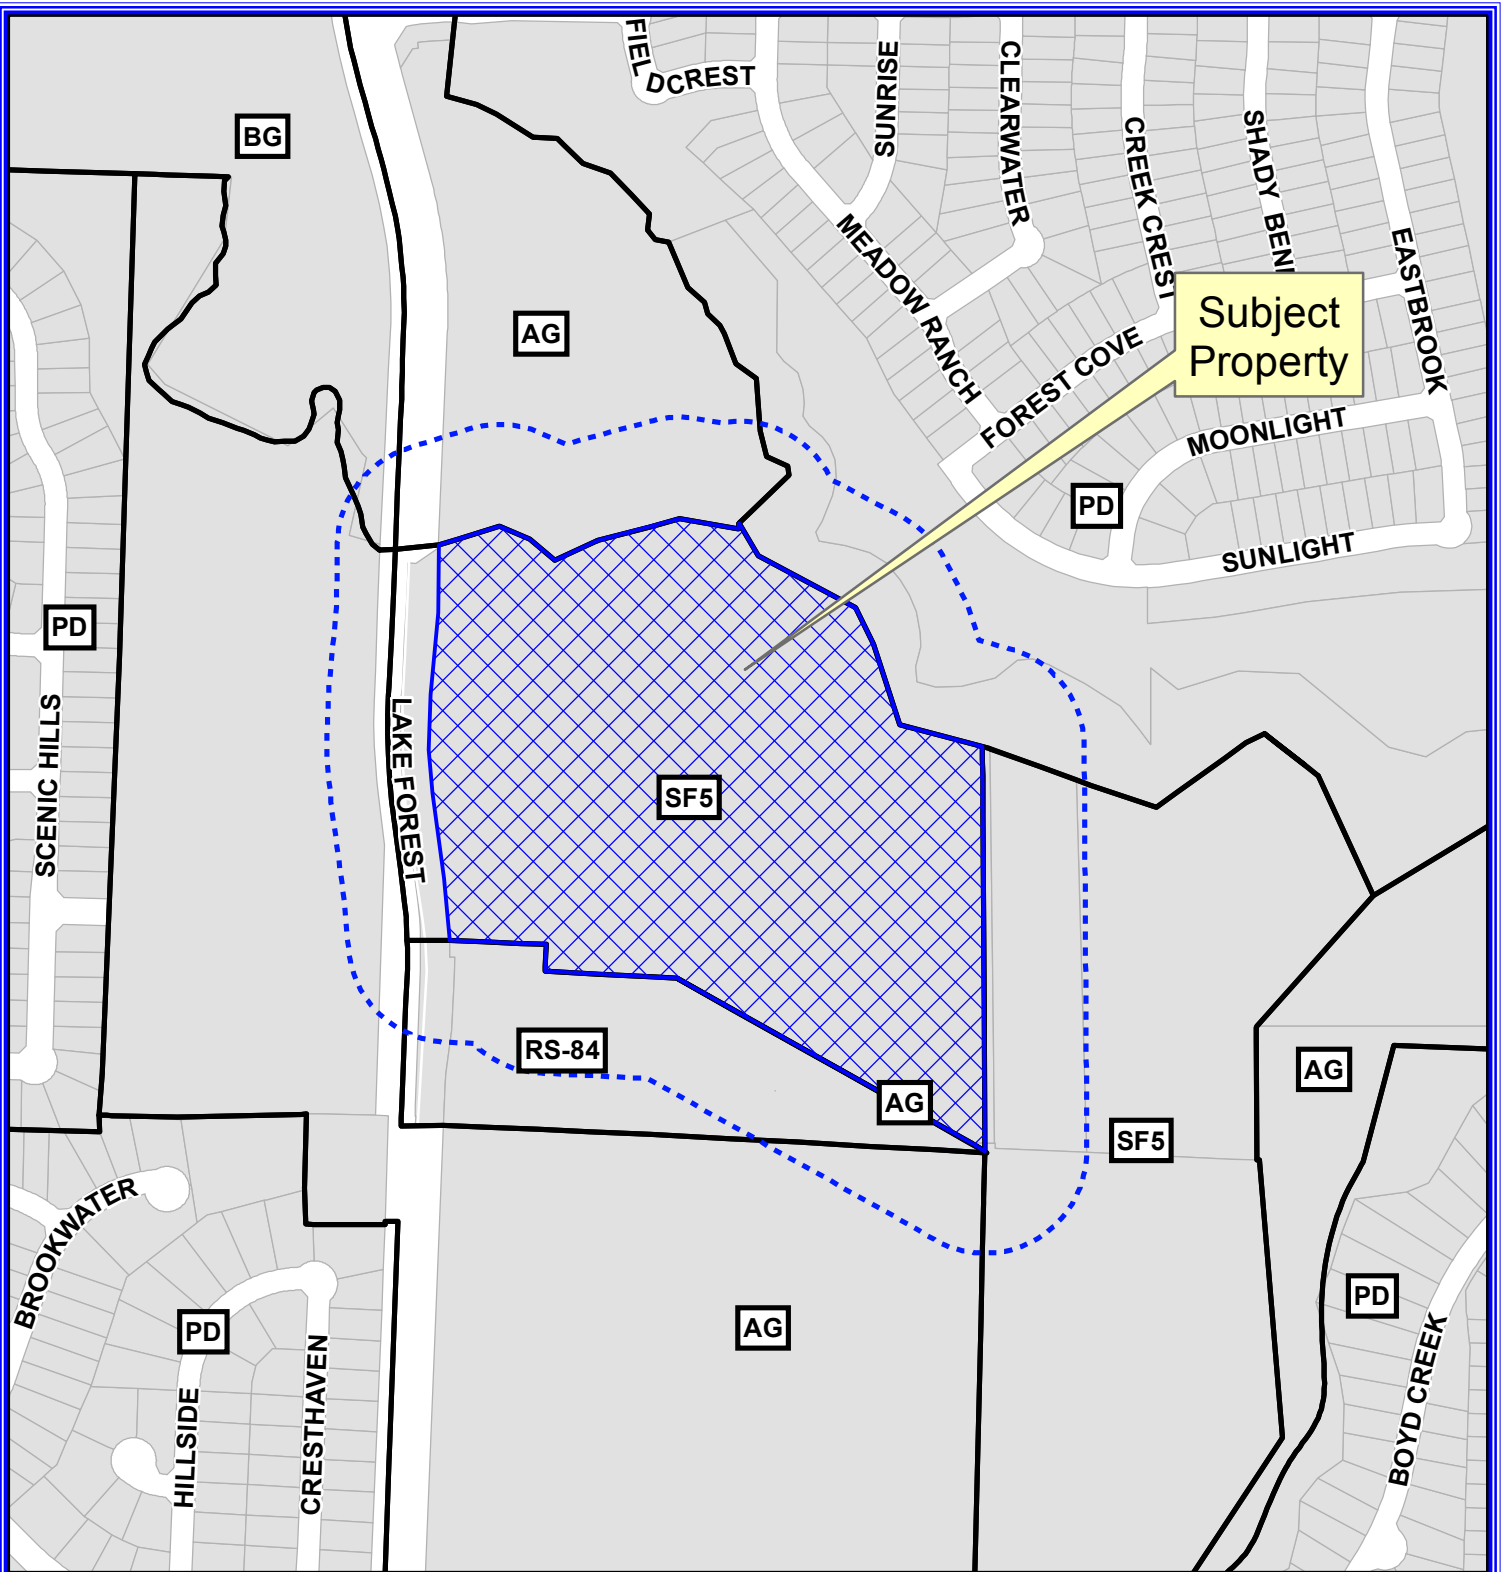 FIELDCREST
SUNRISE
CLEARWATER
CREEK CREST
SHADY BEN
EASTBROOK
BG
MEADOW RANCH
AG
Subject
Property
FOREST COVE
MOONLIGHT
PD
SUNLIGHT
PD
SCENIC HILLS
LAKE FOREST
SF5
RS-84
AG
AG
SF5
BROOKWATER
PD
AG
PD
HILLSIDE
CRESTHAVEN
BOYD CREEK